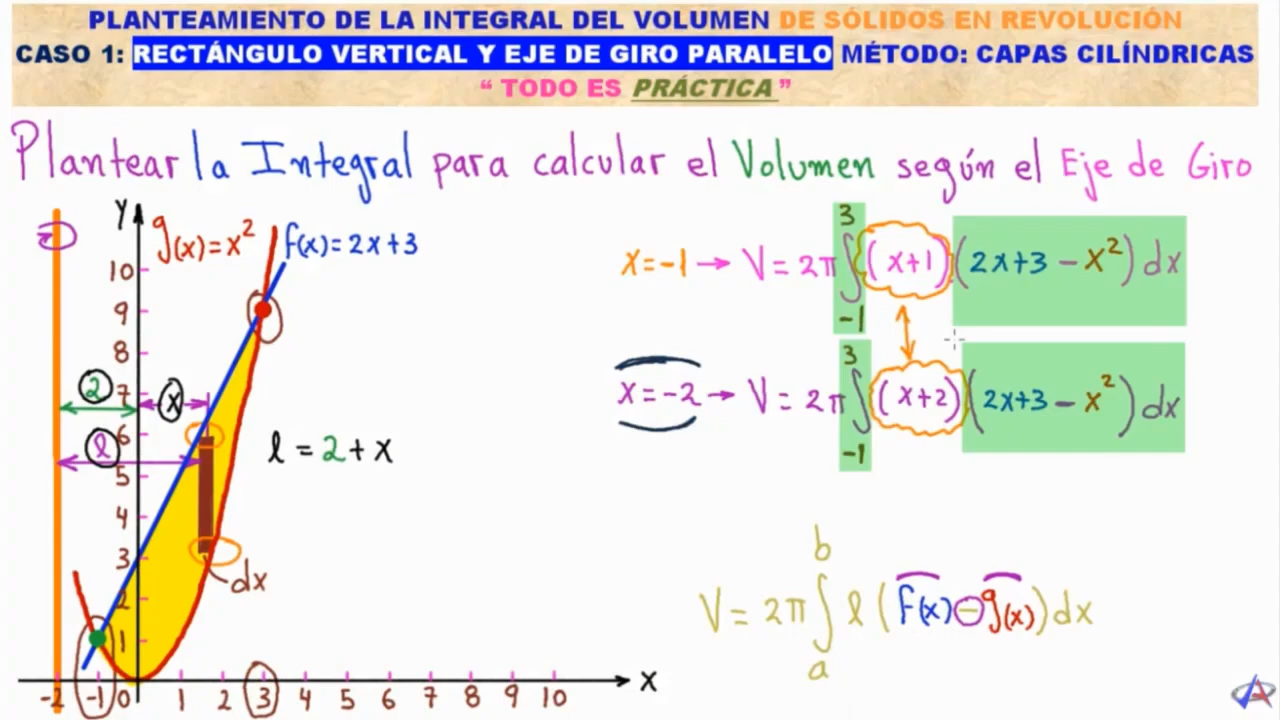 PLANTEAMIENTO DE LA INTEGRAL DEL VOLUMEN DE SÓLIDOS EN REVOLUCIÓN
CASO 1: RECTÁNGULO VERTICAL Y EJE DE GIRO PARALELO MÉTODO: CAPAS CILÍNDRICAS
“ TODO ES PRÁCTICA ”
Plantear la Integral para calcular el Volumen según el Eje de Giro
Y
g(x)=x²
f(x)=2x+3
10
9
8
7
6
5
4
3
2
1
2
x
l
l = 2 + x
dx
-2 -1 0 1 2 3 4 5 6 7 8 9 10 X
x=-1 → V = 2π ∫₋₁³ (x+1)(2x+3 − x²) dx
x=-2 → V = 2π ∫₋₁³ (x+2)(2x+3 − x²) dx
V = 2π ∫ₐᵇ l (f(x) − g(x)) dx